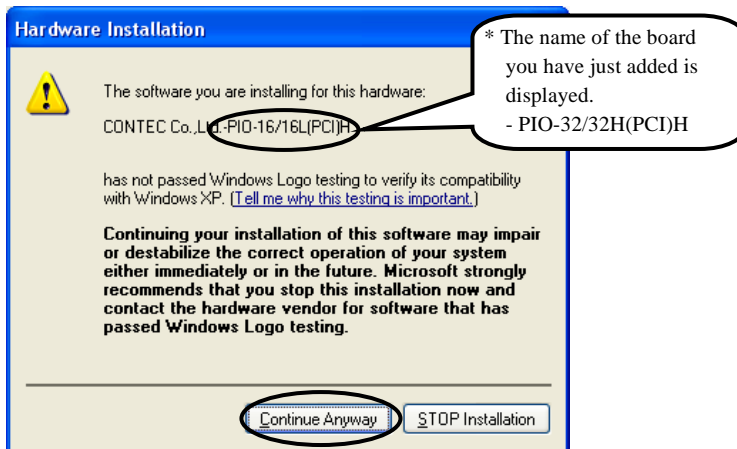 Hardware Installation
* The name of the board
you have just added is
displayed.
- PIO-32/32H(PCI)H
The software you are installing for this hardware:
CONTEC Co.,Ltd.-PIO-16/16L(PCI)H
has not passed Windows Logo testing to verify its compatibility
with Windows XP. (Tell me why this testing is important.)
Continuing your installation of this software may impair
or destabilize the correct operation of your system
either immediately or in the future. Microsoft strongly
recommends that you stop this installation now and
contact the hardware vendor for software that has
passed Windows Logo testing.
Continue Anyway
STOP Installation